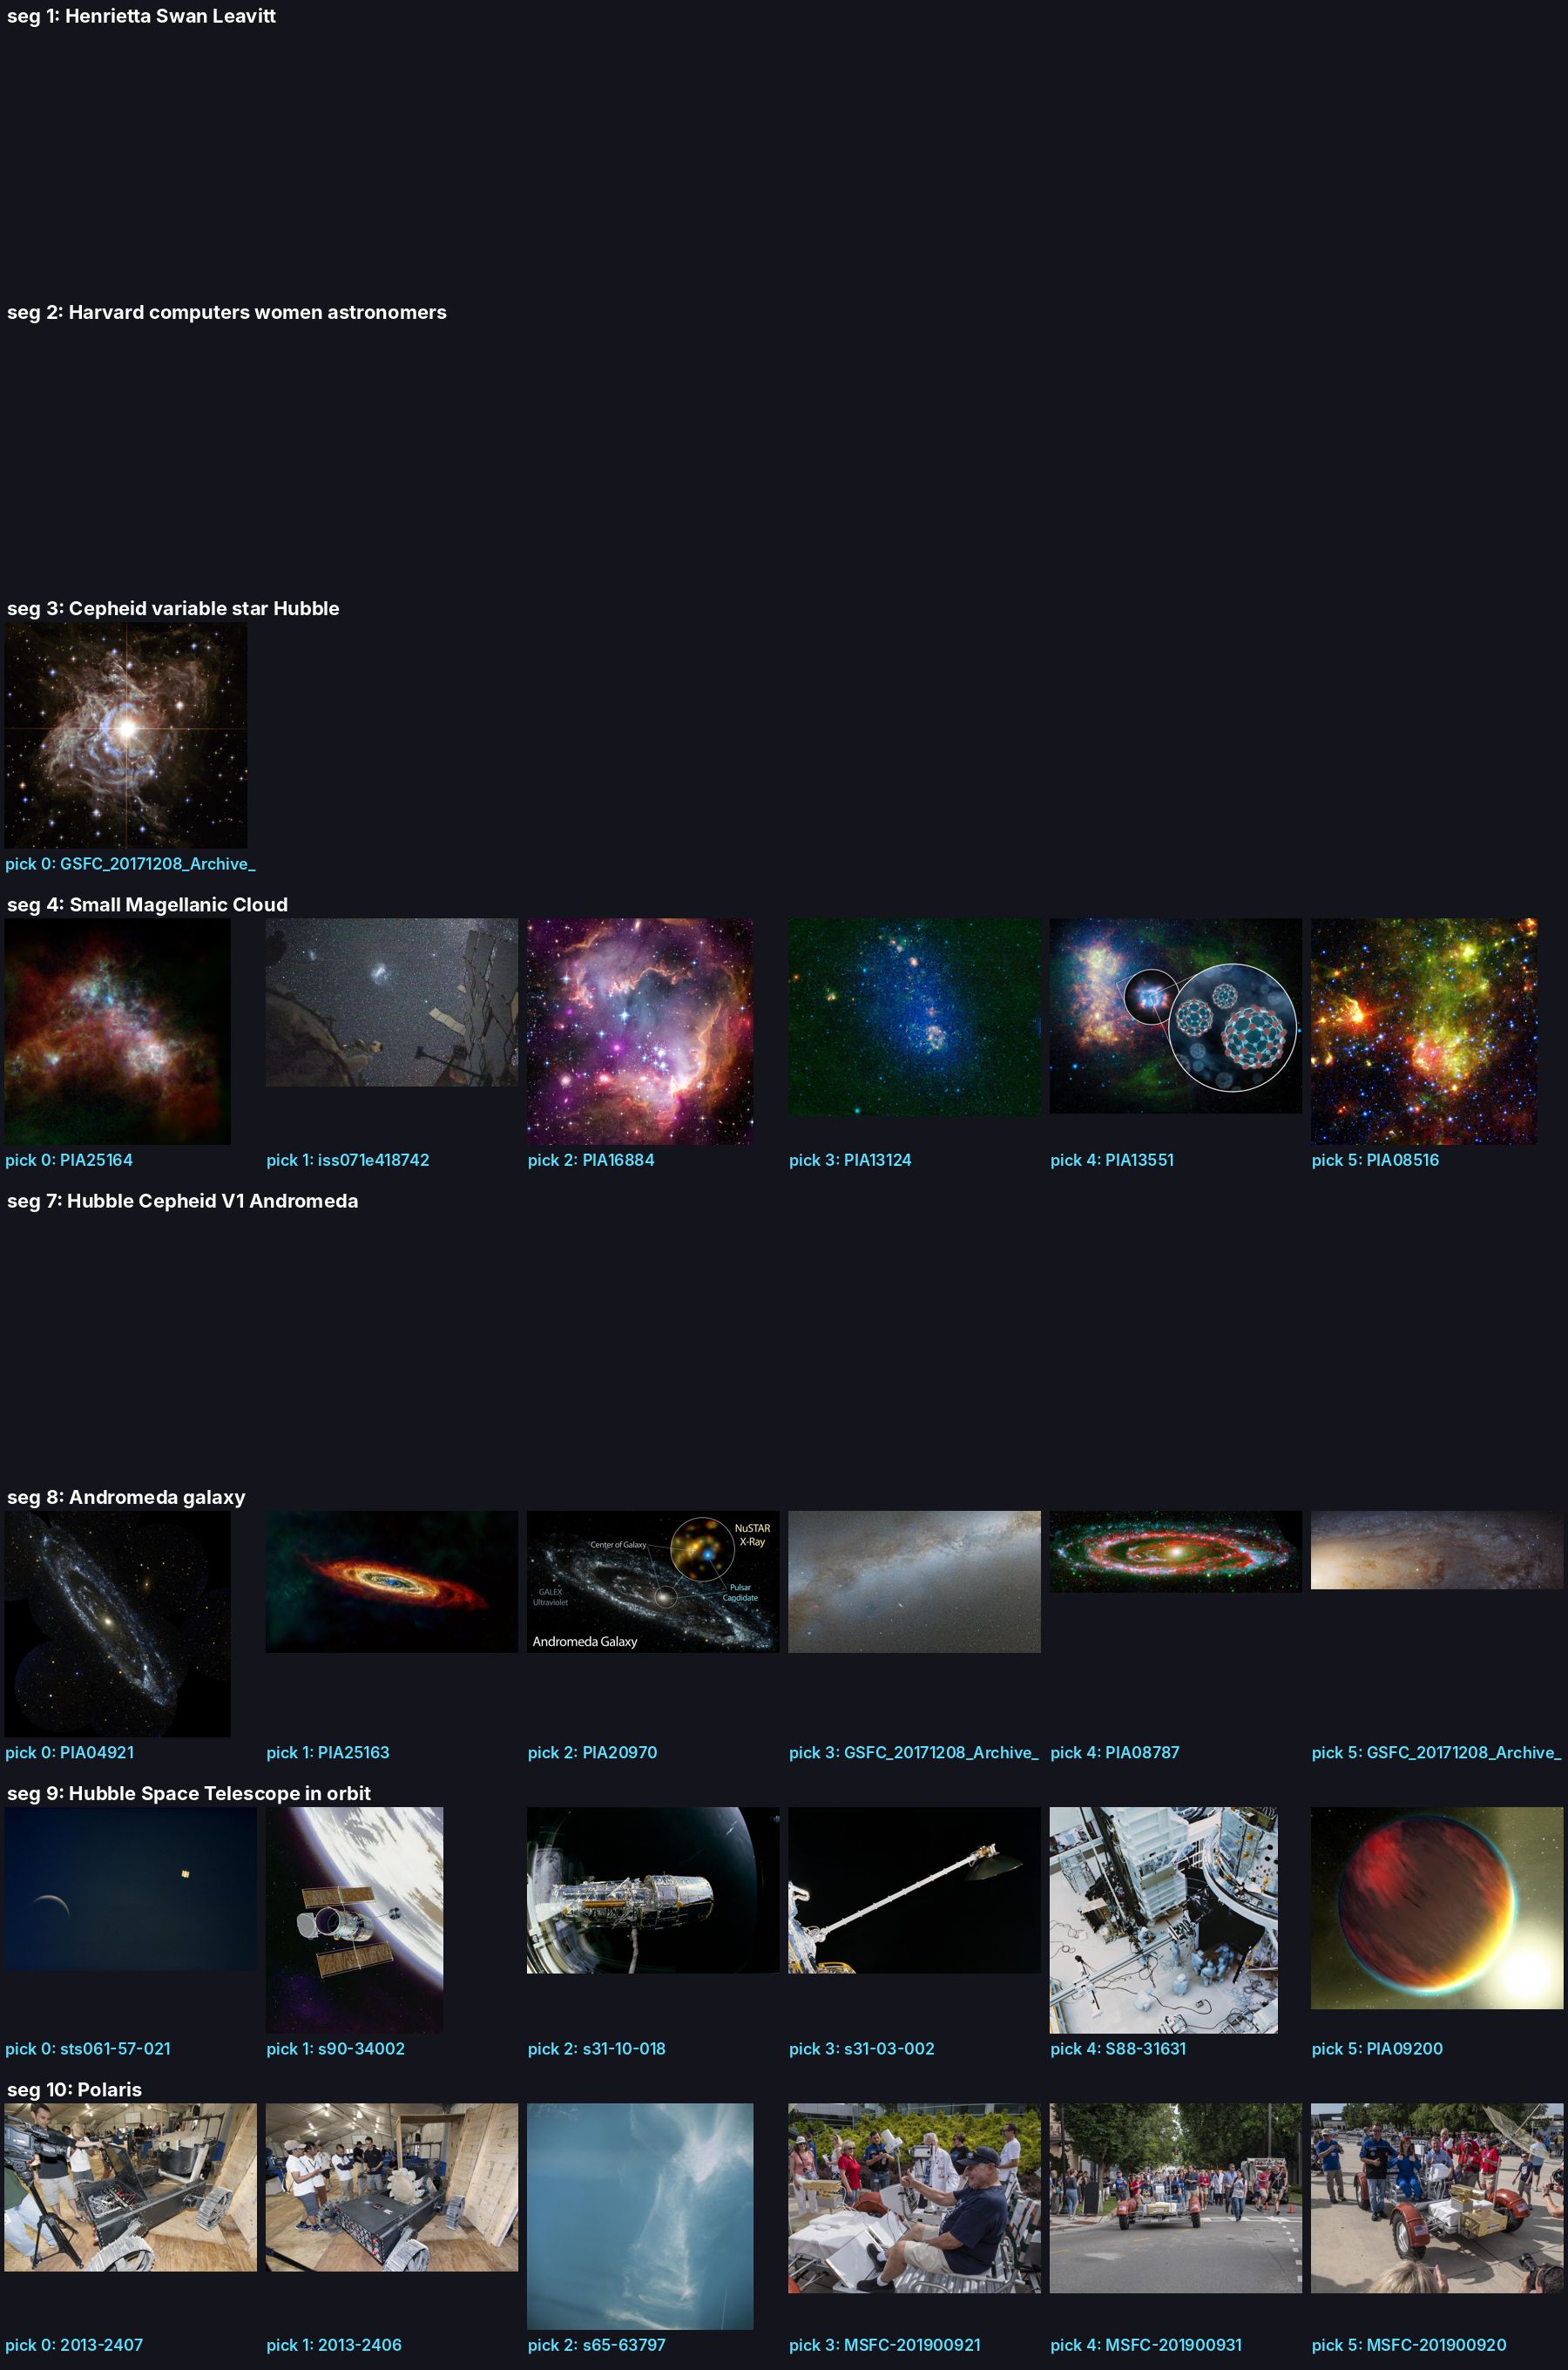 seg 1: Henrietta Swan Leavitt
seg 2: Harvard computers women astronomers
seg 3: Cepheid variable star Hubble
pick 0: GSFC_20171208_Archive_
seg 4: Small Magellanic Cloud
pick 0: PIA25164
pick 1: iss071e418742
pick 2: PIA16884
pick 3: PIA13124
pick 4: PIA13551
pick 5: PIA08516
seg 7: Hubble Cepheid V1 Andromeda
seg 8: Andromeda galaxy
Center of Galaxy
NuSTAR
X-Ray
GALEX
Ultraviolet
Pulsar
Candidate
Andromeda Galaxy
pick 0: PIA04921
pick 1: PIA25163
pick 2: PIA20970
pick 3: GSFC_20171208_Archive_
pick 4: PIA08787
pick 5: GSFC_20171208_Archive_
seg 9: Hubble Space Telescope in orbit
pick 0: sts061-57-021
pick 1: s90-34002
pick 2: s31-10-018
pick 3: s31-03-002
pick 4: S88-31631
pick 5: PIA09200
seg 10: Polaris
pick 0: 2013-2407
pick 1: 2013-2406
pick 2: s65-63797
pick 3: MSFC-201900921
pick 4: MSFC-201900931
pick 5: MSFC-201900920